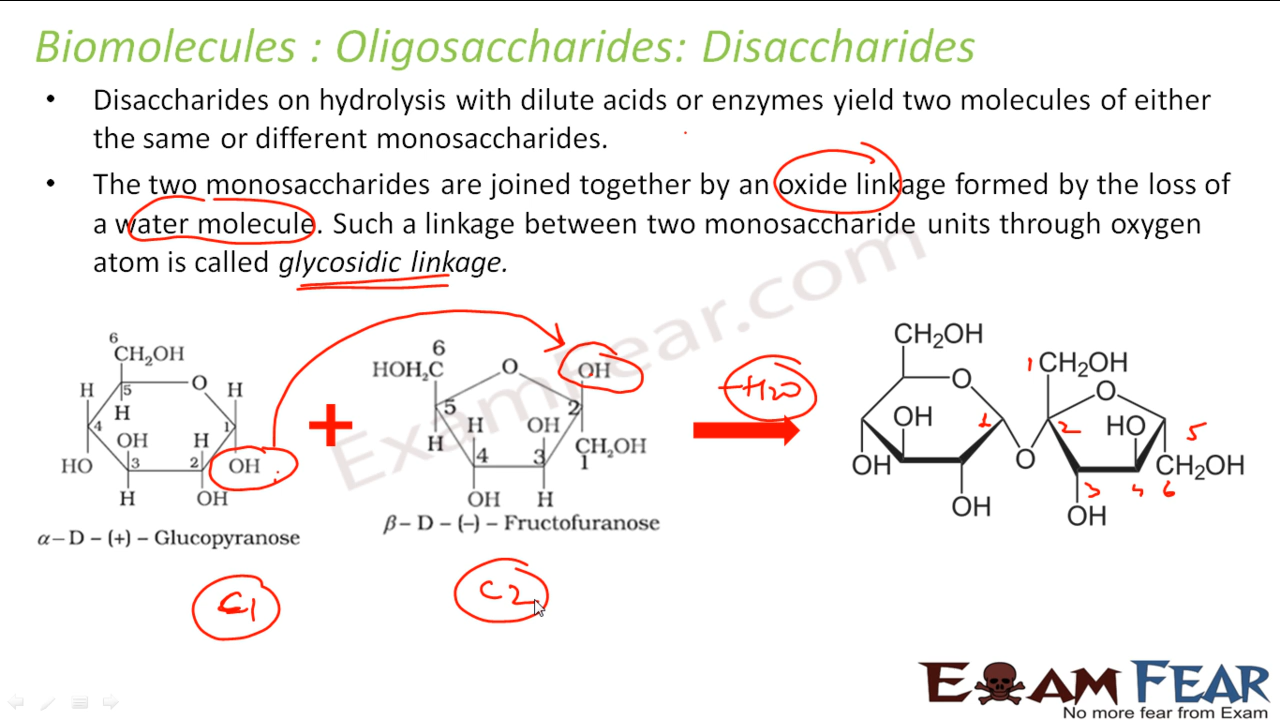 Biomolecules : Oligosaccharides: Disaccharides
• Disaccharides on hydrolysis with dilute acids or enzymes yield two molecules of either
the same or different monosaccharides.
• The two monosaccharides are joined together by an oxide linkage formed by the loss of
a water molecule. Such a linkage between two monosaccharide units through oxygen
atom is called glycosidic linkage.
ExamFear.com
6
CH₂OH
H 5 O H
H
4 OH H 1
HO 3 2 OH
H OH
α–D–(+)–Glucopyranose
C1
+
6
HOH₂C O OH
5 2
H OH
H 4 3 CH₂OH
1
OH H
β–D–(–)–Fructofuranose
C2
-H2O
CH₂OH 1 CH₂OH
O O
OH 1 2 HO 5
OH O CH₂OH
3 4 6
OH OH
EXAM FEAR
No more fear from Exam